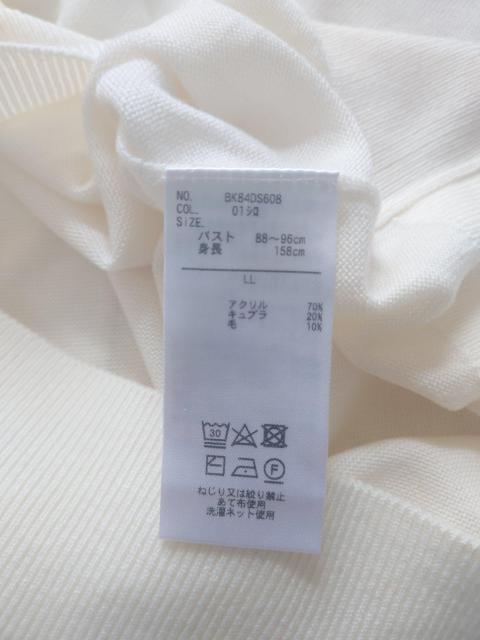 NO. BK84DS608
COL. 01シロ
SIZE.
バスト 88～96cm
身長 158cm
LL
アクリル 70%
キュプラ 20%
毛 10%
30
F
ねじり又は絞り禁止
あて布使用
洗濯ネット使用